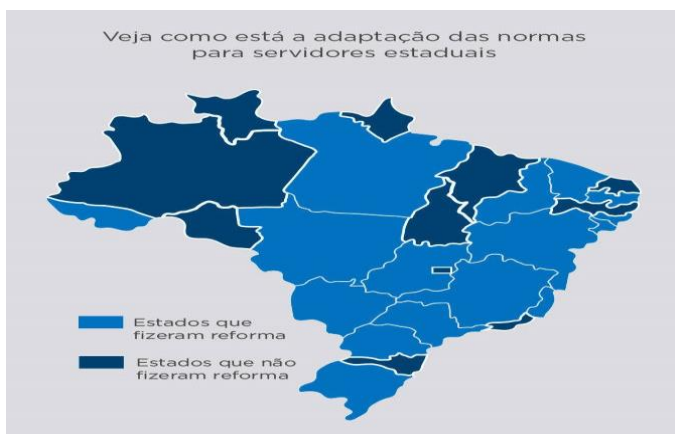 Veja como está a adaptação das normas
para servidores estaduais
Estados que
fizeram reforma
Estados que não
fizeram reforma